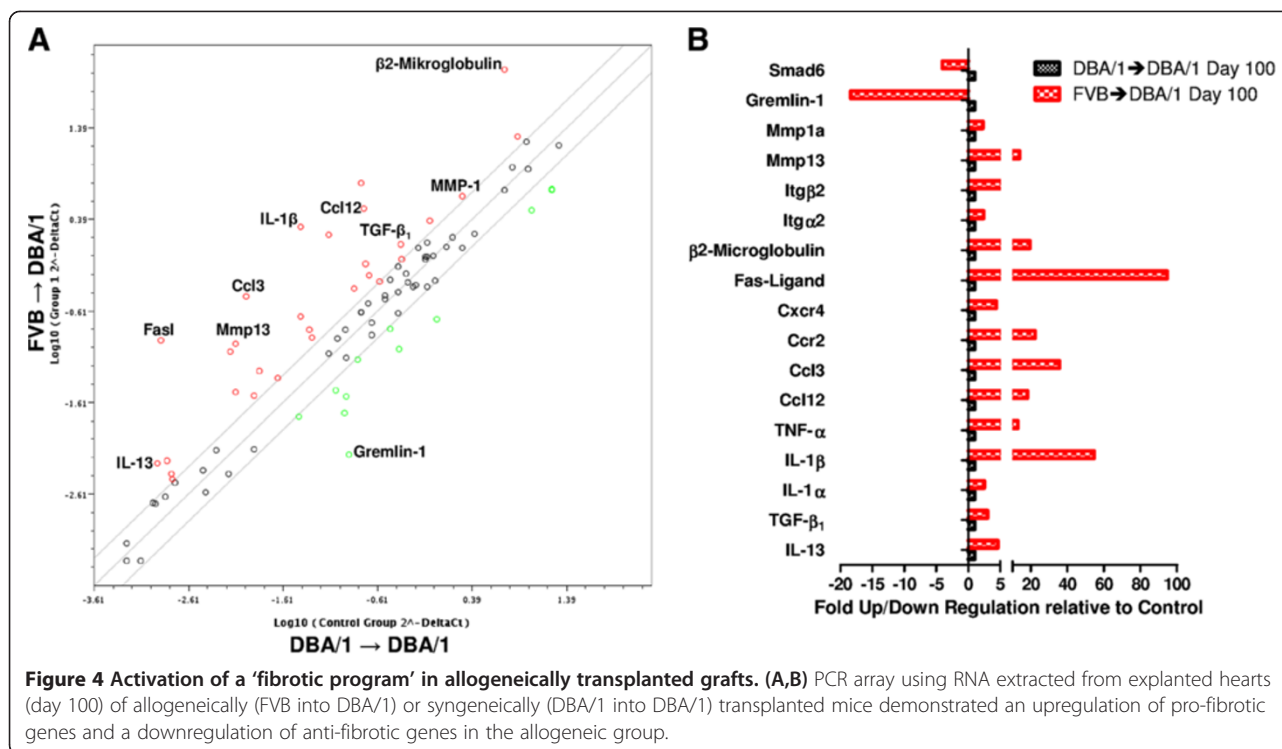 A
FVB → DBA/1
Log10 (Group 1 2^-DeltaCt)
1.39
0.39
-0.61
-1.61
-2.61
β2-Mikroglobulin
MMP-1
Ccl12
IL-1β
TGF-β1
Ccl3
Fasl
Mmp13
IL-13
Gremlin-1
-3.61 -2.61 -1.51 -0.61 0.39 1.39
Log10 (Control Group 2^-DeltaCt)
DBA/1 → DBA/1
B
DBA/1→DBA/1 Day 100
FVB→DBA/1 Day 100
Smad6
Gremlin-1
Mmp1a
Mmp13
Itgβ2
Itgα2
β2-Microglobulin
Fas-Ligand
Cxcr4
Ccr2
Ccl3
Ccl12
TNF-α
IL-1β
IL-1α
TGF-β1
IL-13
-20 -15 -10 -5 0 5 20 40 60 80 100
Fold Up/Down Regulation relative to Control
Figure 4 Activation of a ‘fibrotic program’ in allogeneically transplanted grafts. (A,B) PCR array using RNA extracted from explanted hearts
(day 100) of allogeneically (FVB into DBA/1) or syngeneically (DBA/1 into DBA/1) transplanted mice demonstrated an upregulation of pro-fibrotic
genes and a downregulation of anti-fibrotic genes in the allogeneic group.